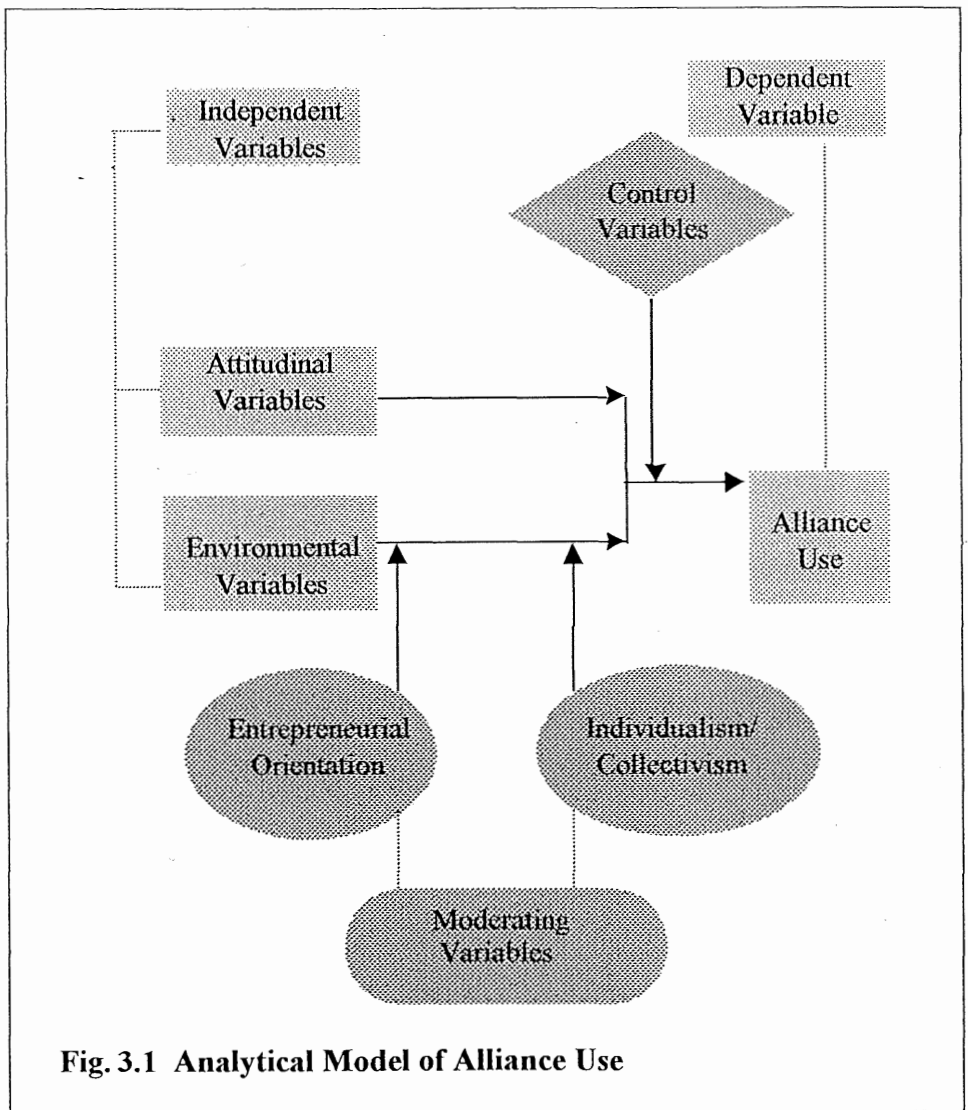 Independent
Variables
Dependent
Variable
Control
Variables
Attitudinal
Variables
Environmental
Variables
Alliance
Use
Entrepreneurial
Orientation
Individualism/
Collectivism
Moderating
Variables
Fig. 3.1 Analytical Model of Alliance Use